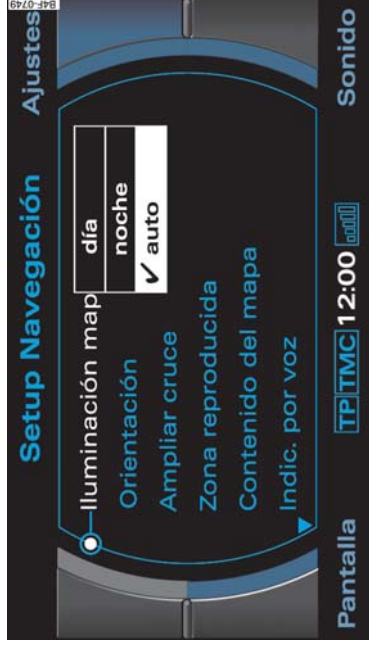 B4F-0749
Setup Navegación
Ajustes
Iluminación map
día
noche
✓ auto
Orientación
Ampliar cruce
Zona reproducida
Contenido del mapa
Indic. por voz
Pantalla
TP TMC 12:00
Sonido